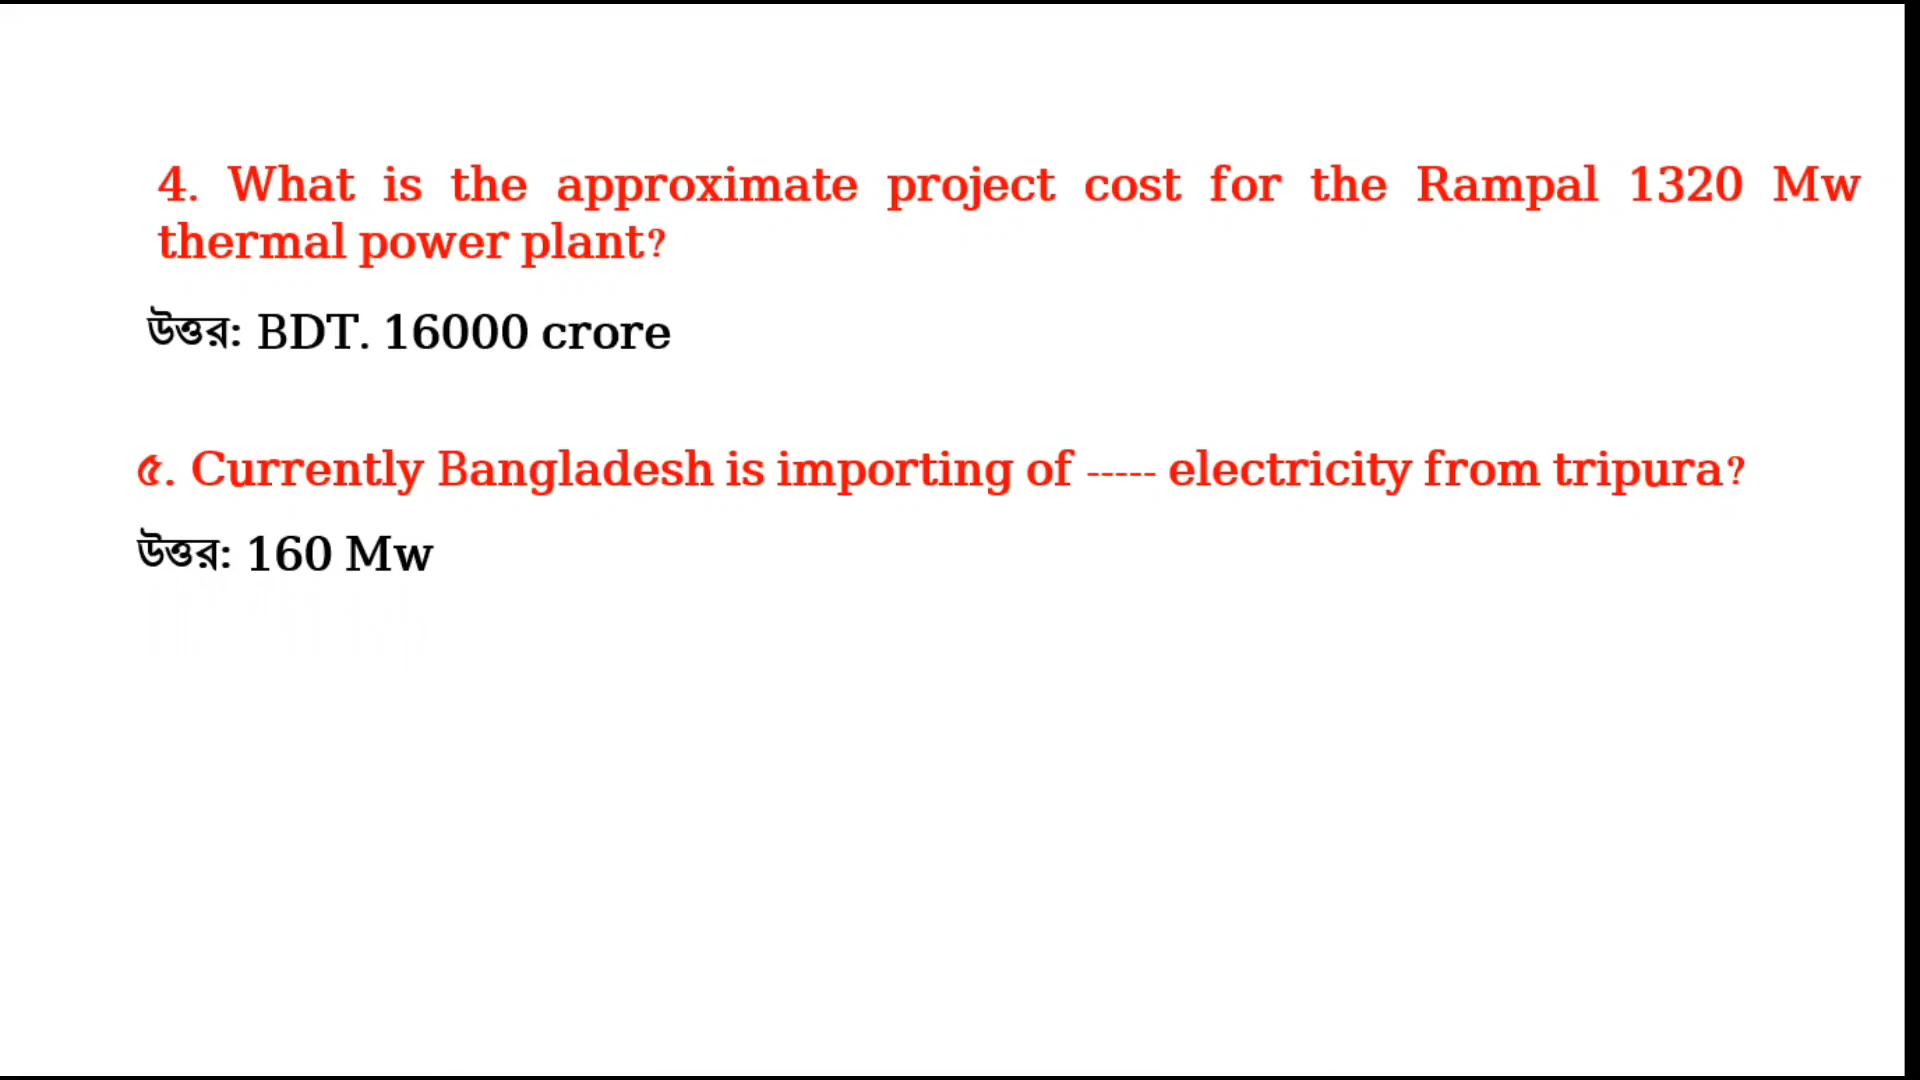 4. What is the approximate project cost for the Rampal 1320 Mw
thermal power plant?
উত্তর: BDT. 16000 crore
৫. Currently Bangladesh is importing of ----- electricity from tripura?
উত্তর: 160 Mw